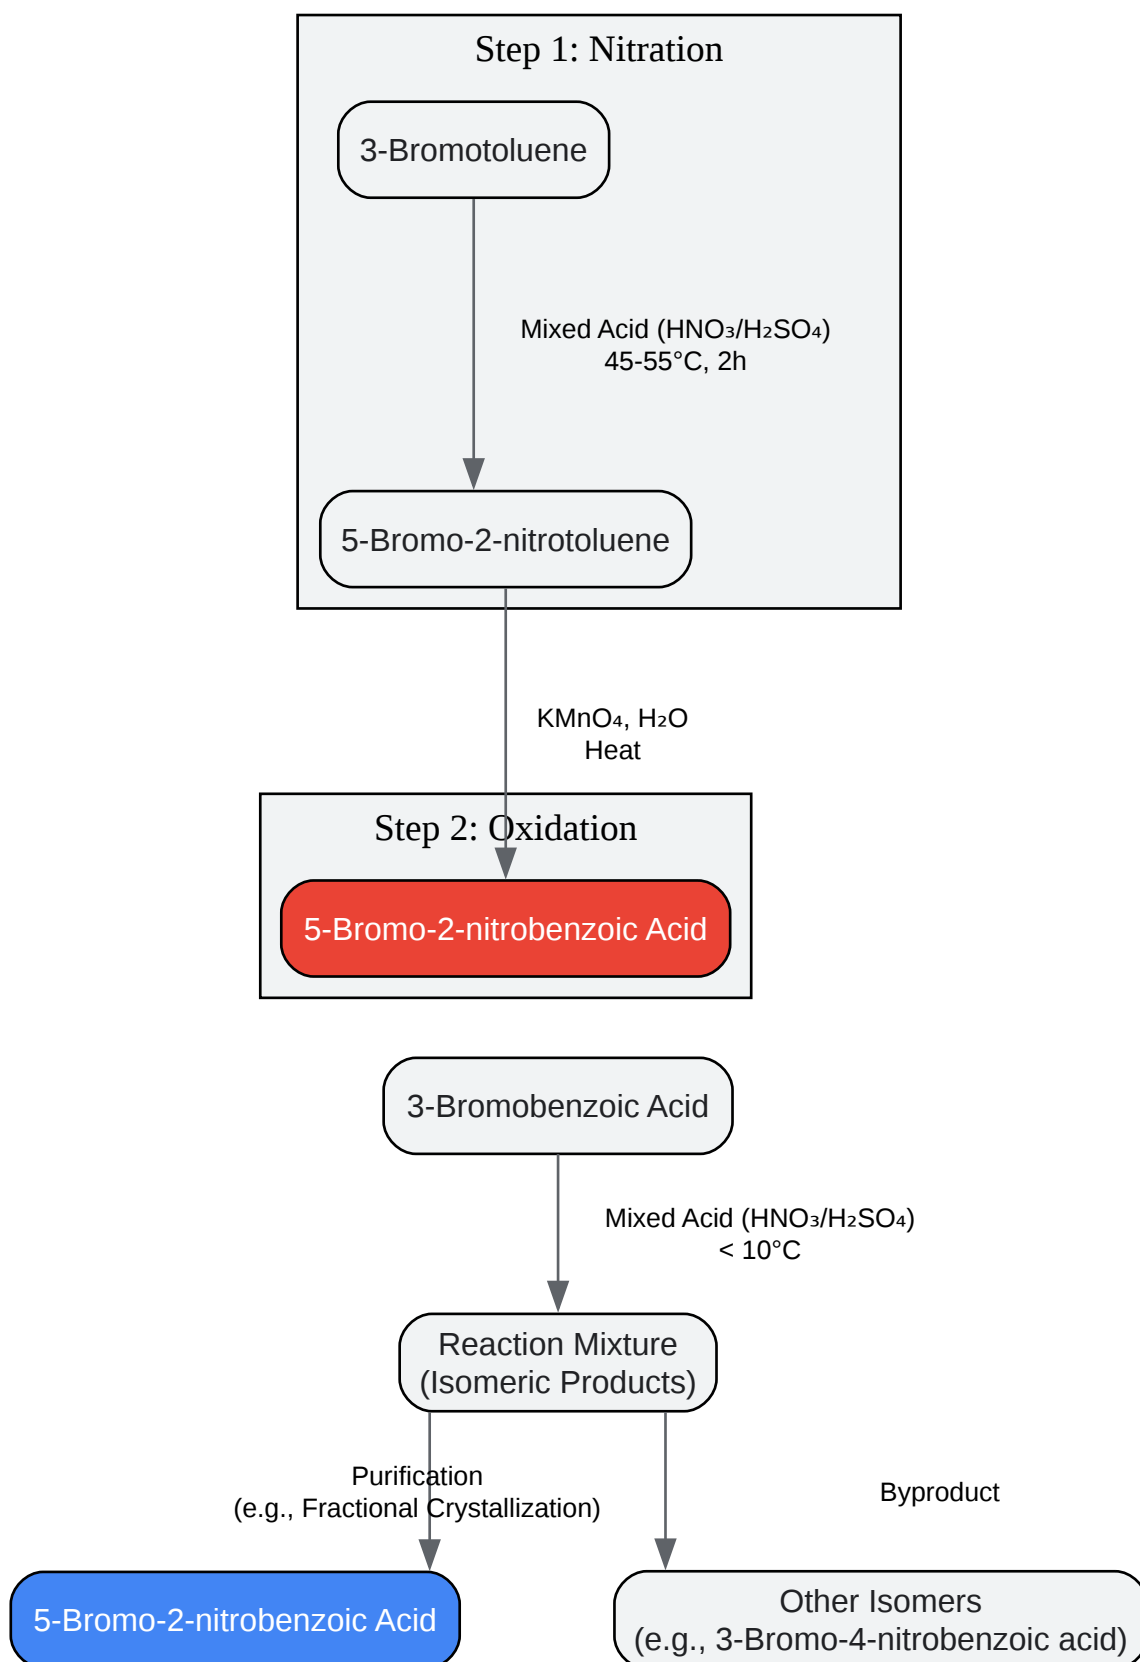 Step 1: Nitration
3-Bromotoluene
Mixed Acid (HNO₃/H₂SO₄)
45-55°C, 2h
5-Bromo-2-nitrotoluene
KMnO₄, H₂O
Heat
Step 2: Oxidation
5-Bromo-2-nitrobenzoic Acid
3-Bromobenzoic Acid
Mixed Acid (HNO₃/H₂SO₄)
< 10°C
Reaction Mixture
(Isomeric Products)
Purification
(e.g., Fractional Crystallization)
Byproduct
5-Bromo-2-nitrobenzoic Acid
Other Isomers
(e.g., 3-Bromo-4-nitrobenzoic acid)